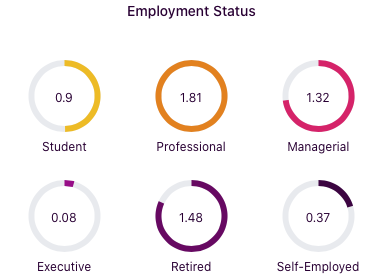 Employment Status
0.9
1.81
1.32
Student
Professional
Managerial
0.08
1.48
0.37
Executive
Retired
Self-Employed